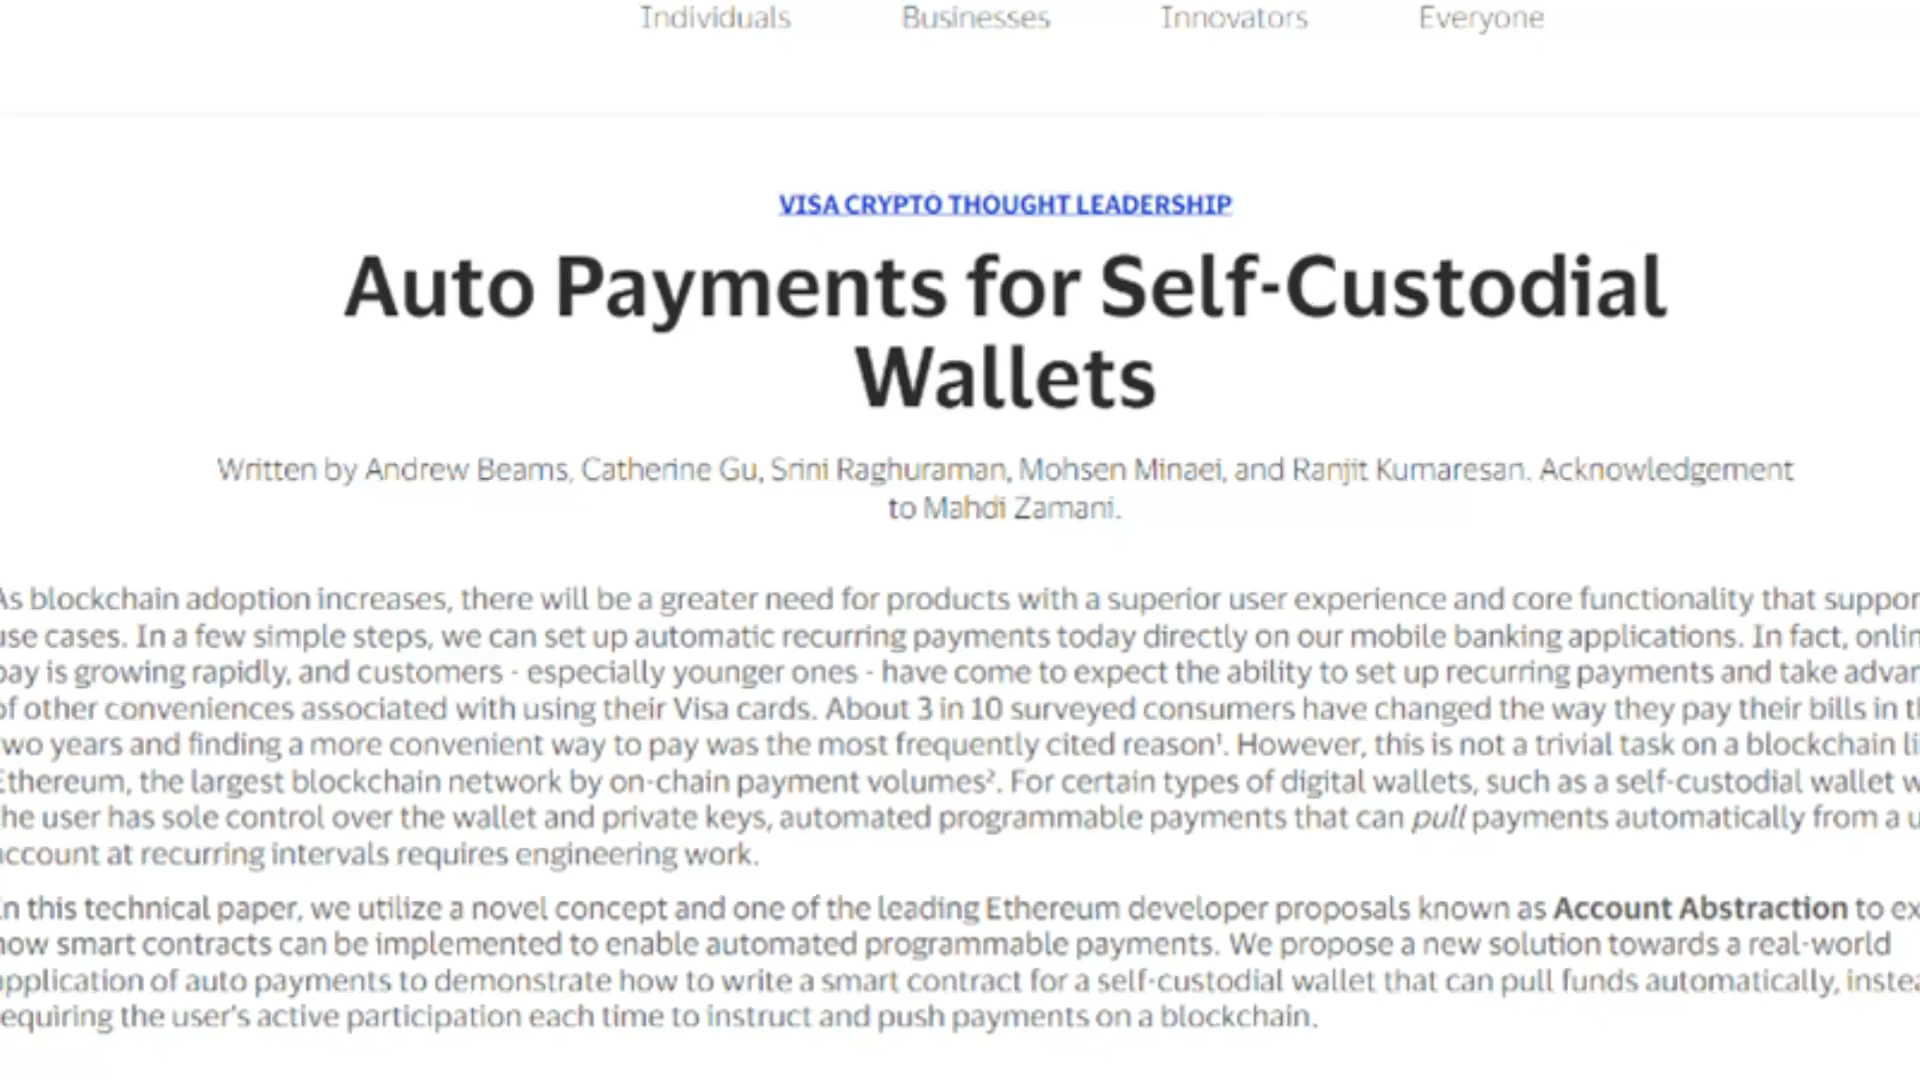 Individuals Businesses Innovators Everyone
VISA CRYPTO THOUGHT LEADERSHIP
Auto Payments for Self-Custodial
Wallets
Written by Andrew Beams, Catherine Gu, Srini Raghuraman, Mohsen Minaei, and Ranjit Kumaresan. Acknowledgement
to Mahdi Zamani.
As blockchain adoption increases, there will be a greater need for products with a superior user experience and core functionality that
use cases. In a few simple steps, we can set up automatic recurring payments today directly on our mobile banking applications. In fact,
pay is growing rapidly, and customers - especially younger ones - have come to expect the ability to set up recurring payments and take
of other conveniences associated with using their Visa cards. About 3 in 10 surveyed consumers have changed the way they pay their bills in
two years and finding a more convenient way to pay was the most frequently cited reason¹. However, this is not a trivial task on a blockchain
Ethereum, the largest blockchain network by on-chain payment volumes². For certain types of digital wallets, such as a self-custodial wallet
the user has sole control over the wallet and private keys, automated programmable payments that can pull payments automatically from a
account at recurring intervals requires engineering work.
In this technical paper, we utilize a novel concept and one of the leading Ethereum developer proposals known as Account Abstraction to
how smart contracts can be implemented to enable automated programmable payments. We propose a new solution towards a real-world
application of auto payments to demonstrate how to write a smart contract for a self-custodial wallet that can pull funds automatically,
requiring the user's active participation each time to instruct and push payments on a blockchain.